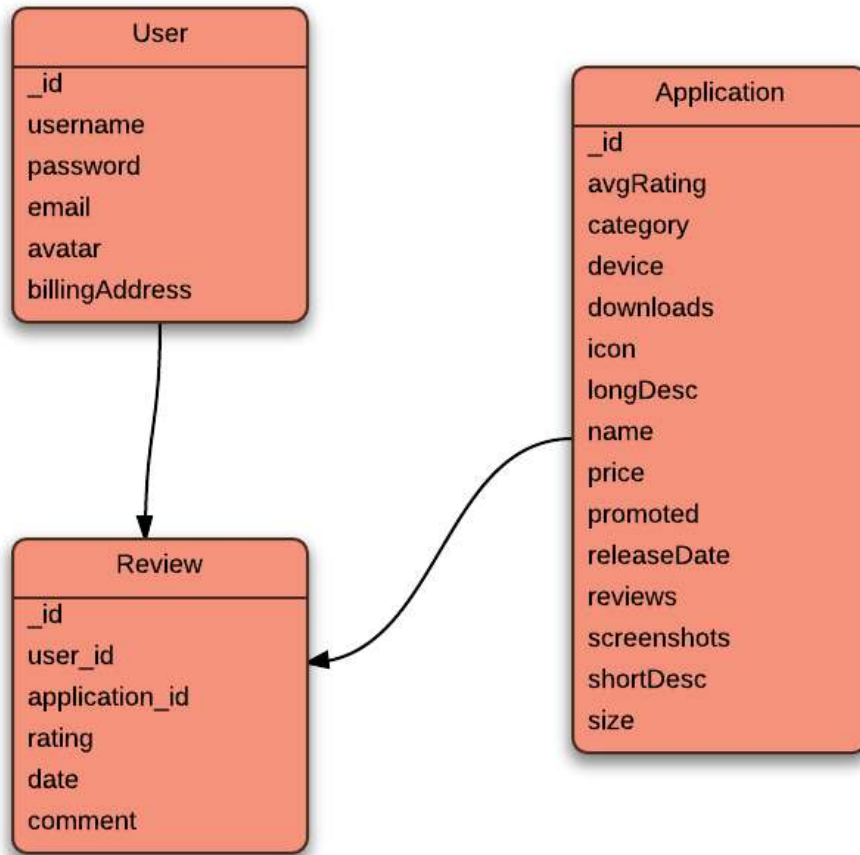 User
_id
username
password
email
avatar
billingAddress
Application
_id
avgRating
category
device
downloads
icon
longDesc
name
price
promoted
releaseDate
reviews
screenshots
shortDesc
size
Review
_id
user_id
application_id
rating
date
comment